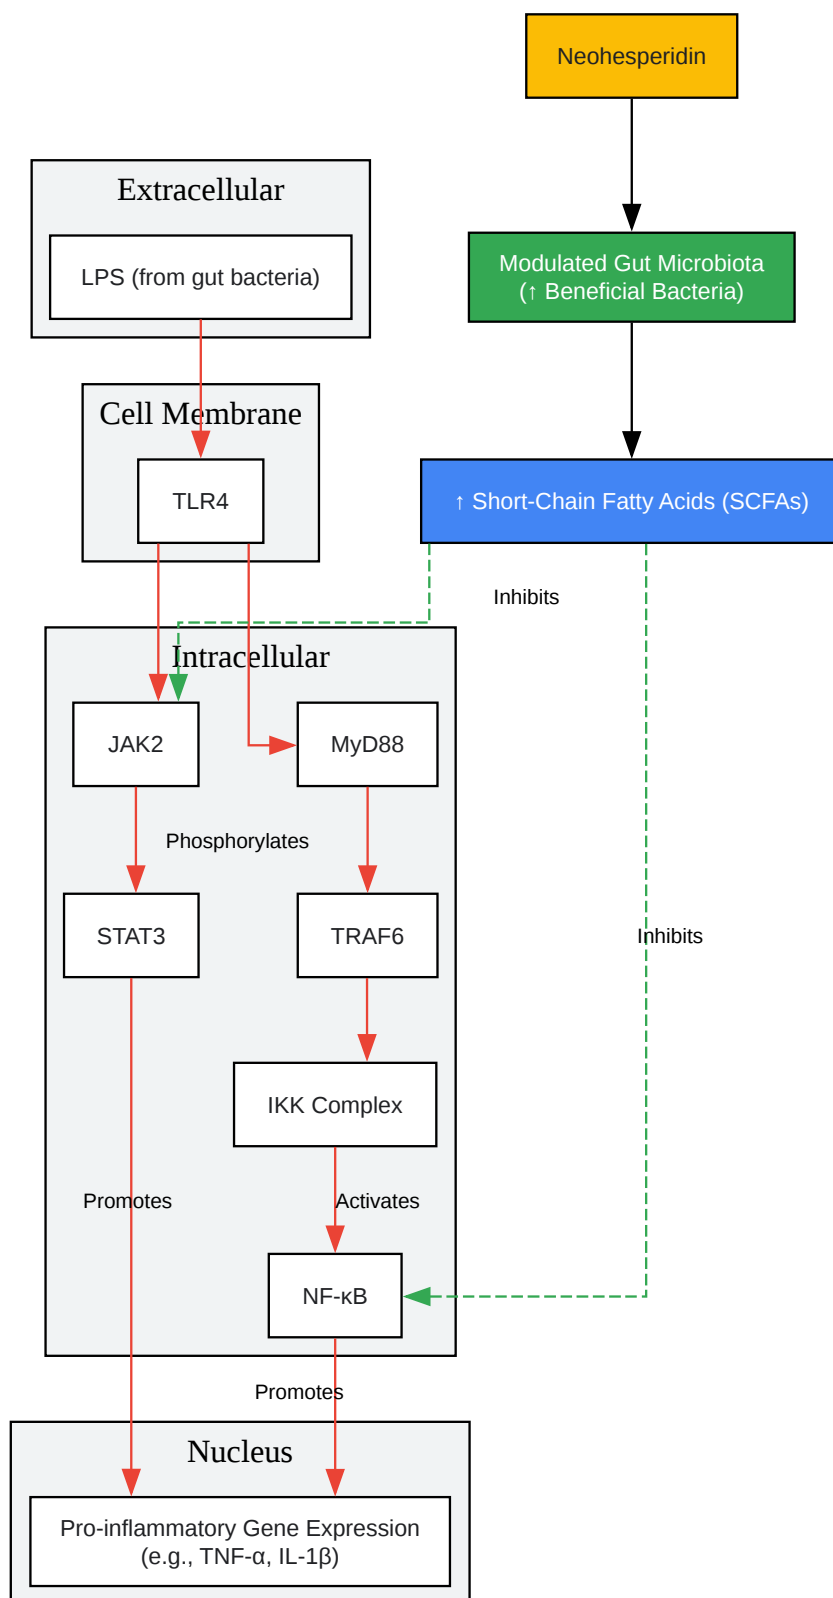 Neohesperidin
Extracellular
LPS (from gut bacteria)
Modulated Gut Microbiota
(↑ Beneficial Bacteria)
Cell Membrane
TLR4
↑ Short-Chain Fatty Acids (SCFAs)
Inhibits
Intracellular
JAK2
MyD88
Phosphorylates
STAT3
TRAF6
Inhibits
IKK Complex
Promotes
Activates
NF-κB
Promotes
Nucleus
Pro-inflammatory Gene Expression
(e.g., TNF-α, IL-1β)